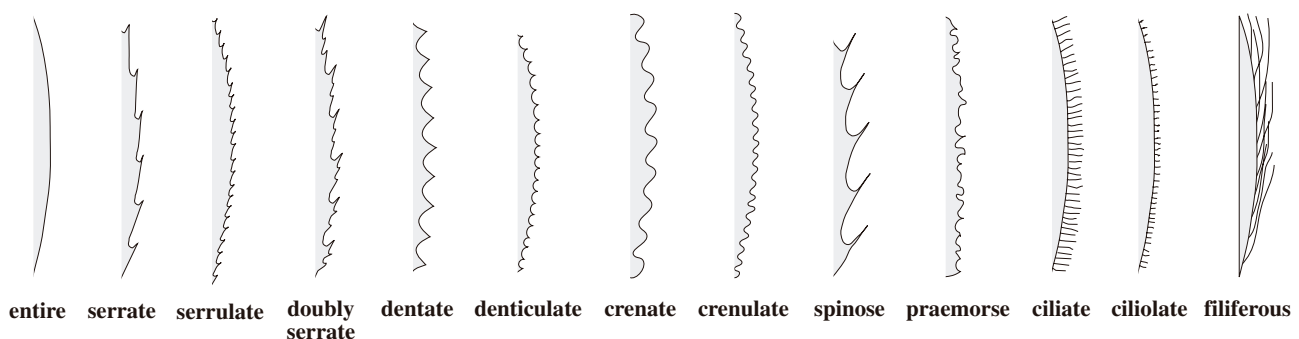 entire serrate serrulate doubly serrate dentate denticulate crenate crenulate spinose praemorse ciliate ciliolate filiferous